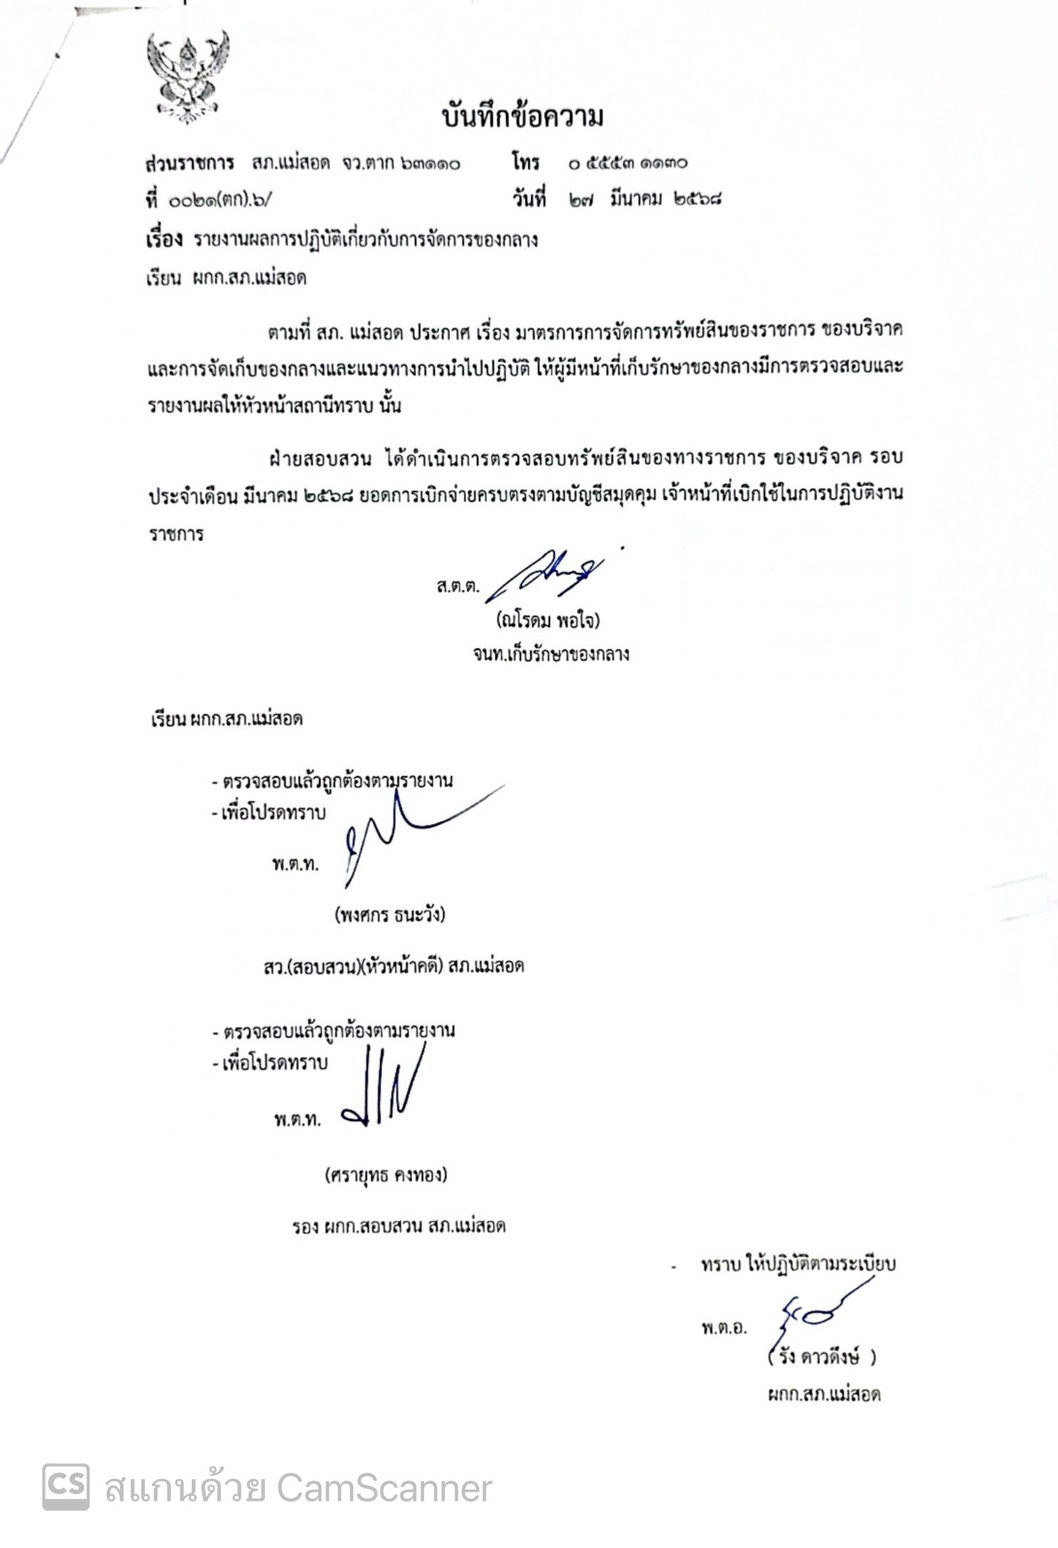 บันทึกข้อความ
ส่วนราชการ สภ.แม่สอด จว.ตาก ๖๓๑๑๐ โทร ๐ ๕๕๕๓ ๑๑๓๐
ที่ ๐๐๒๑(ตก).๖/ วันที่ ๒๗ มีนาคม ๒๕๖๘
เรื่อง รายงานผลการปฏิบัติเกี่ยวกับการจัดการของกลาง
เรียน ผกก.สภ.แม่สอด
ตามที่ สภ. แม่สอด ประกาศ เรื่อง มาตรการการจัดการทรัพย์สินของราชการ ของบริจาค
และการจัดเก็บของกลางและแนวทางการนำไปปฏิบัติ ให้ผู้มีหน้าที่เก็บรักษาของกลางมีการตรวจสอบและ
รายงานผลให้หัวหน้าสถานีทราบ นั้น
ฝ่ายสอบสวน ได้ดำเนินการตรวจสอบทรัพย์สินของทางราชการ ของบริจาค รอบ
ประจำเดือน มีนาคม ๒๕๖๘ ยอดการเบิกจ่ายครบตรงตามบัญชีสมุดคุม เจ้าหน้าที่เบิกใช้ในการปฏิบัติงาน
ราชการ
ส.ต.ต.
(ณโรดม พอใจ)
จนท.เก็บรักษาของกลาง
เรียน ผกก.สภ.แม่สอด
- ตรวจสอบแล้วถูกต้องตามรายงาน
- เพื่อโปรดทราบ
พ.ต.ท.
(พงศกร ธนะวัง)
สว.(สอบสวน)(หัวหน้าคดี) สภ.แม่สอด
- ตรวจสอบแล้วถูกต้องตามรายงาน
- เพื่อโปรดทราบ
พ.ต.ท.
(ศรายุทธ คงทอง)
รอง ผกก.สอบสวน สภ.แม่สอด
- ทราบ ให้ปฏิบัติตามระเบียบ
พ.ต.อ.
( รัง ดาวดึงษ์ )
ผกก.สภ.แม่สอด
CS สแกนด้วย CamScanner